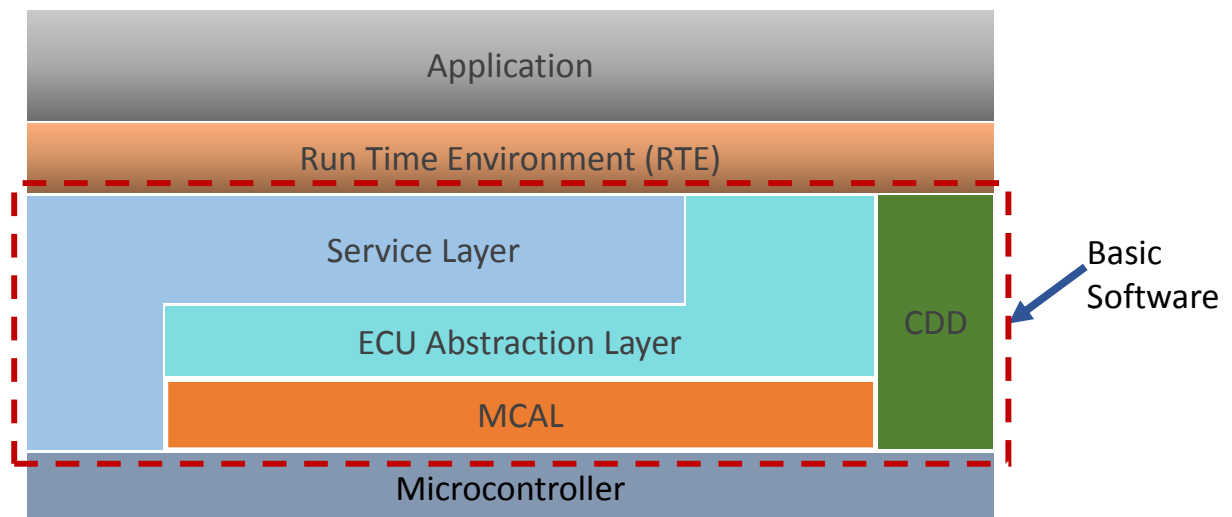 Application
Run Time Environment (RTE)
Service Layer
ECU Abstraction Layer
MCAL
CDD
Microcontroller
Basic
Software